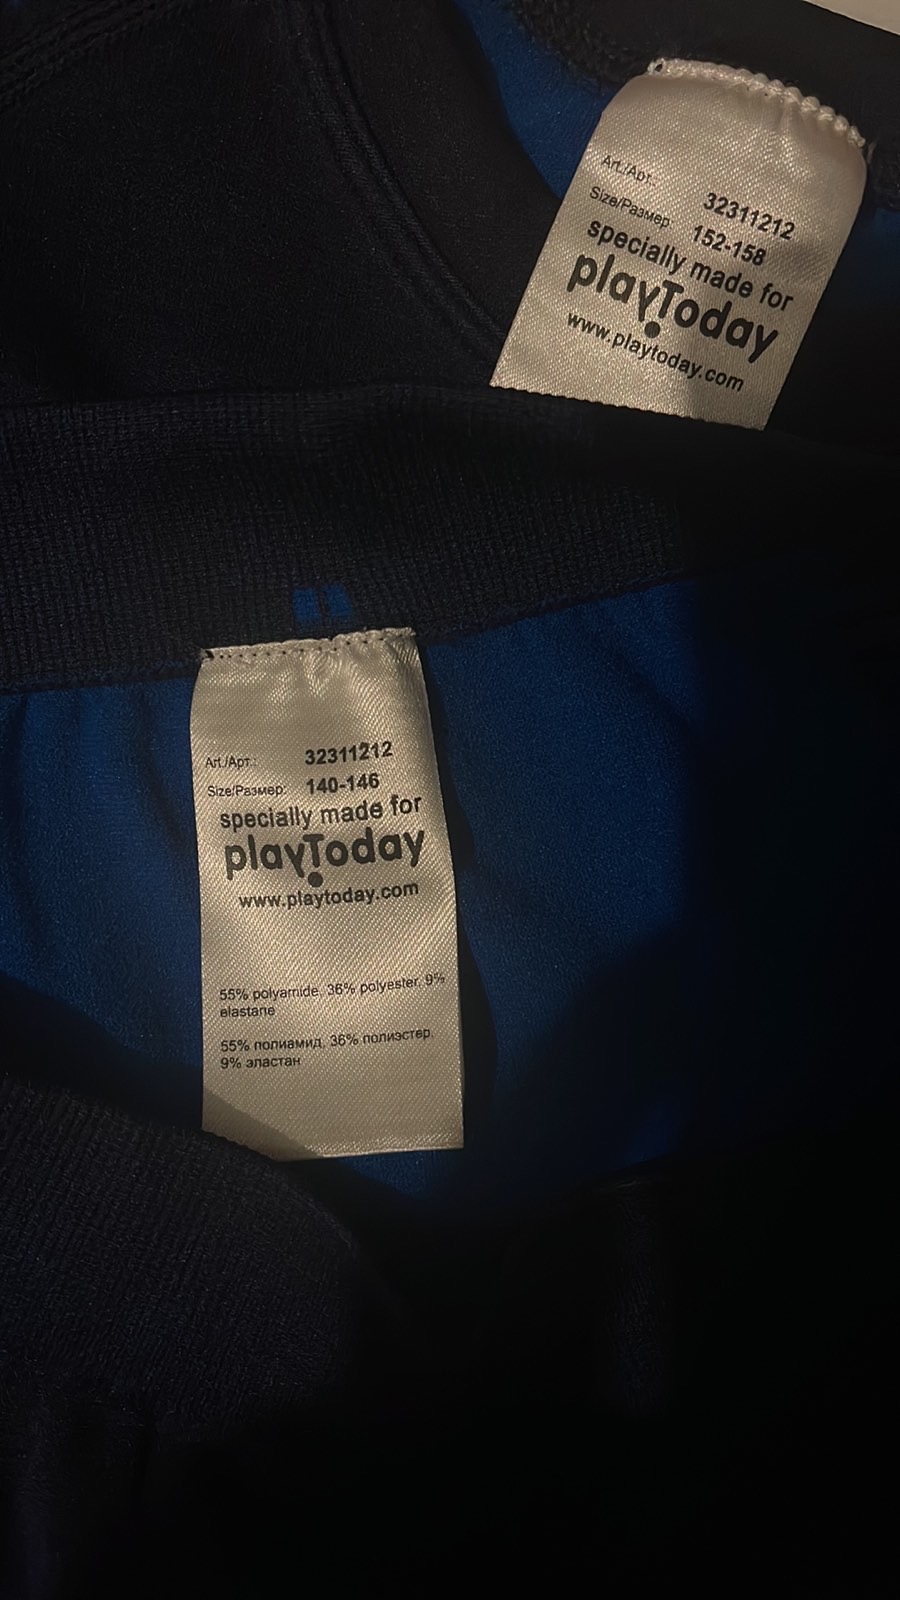 Art./Арт.: 32311212
Size/Размер: 152-158
specially made for
playToday
www.playtoday.com
Art./Арт.: 32311212
Size/Размер: 140-146
specially made for
playToday
www.playtoday.com
55% polyamide, 36% polyester, 9%
elastane
55% полиамид, 36% полиэстер,
9% эластан